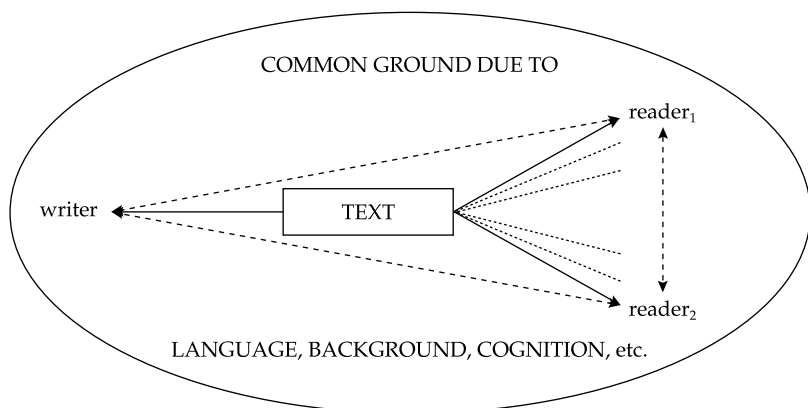 COMMON GROUND DUE TO
reader₁
writer
TEXT
reader₂
LANGUAGE, BACKGROUND, COGNITION, etc.